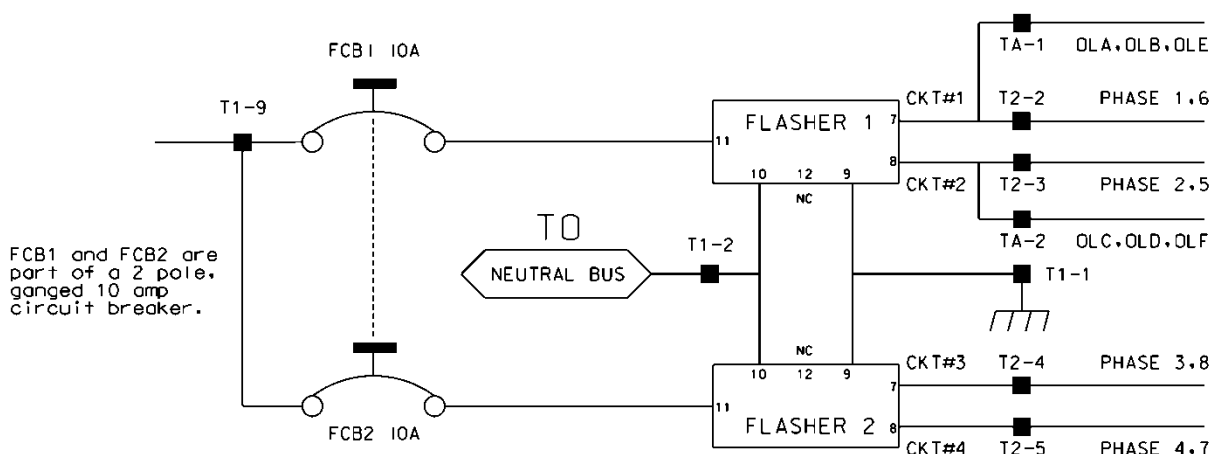 FCB1 10A
T1-9
TA-1 OLA.OLB.OLE
CKT#1 T2-2 PHASE 1.6
FLASHER 1
7
11
8
10 12 9
NC
CKT#2 T2-3 PHASE 2.5
TA-2 OLC.OLD.OLF
TO
NEUTRAL BUS
T1-2
T1-1
FCB1 and FCB2 are
part of a 2 pole.
ganged 10 amp
circuit breaker.
NC
10 12 9
CKT#3 T2-4 PHASE 3.8
7
11
FLASHER 2
8
FCB2 10A
CKT#4 T2-5 PHASE 4.7